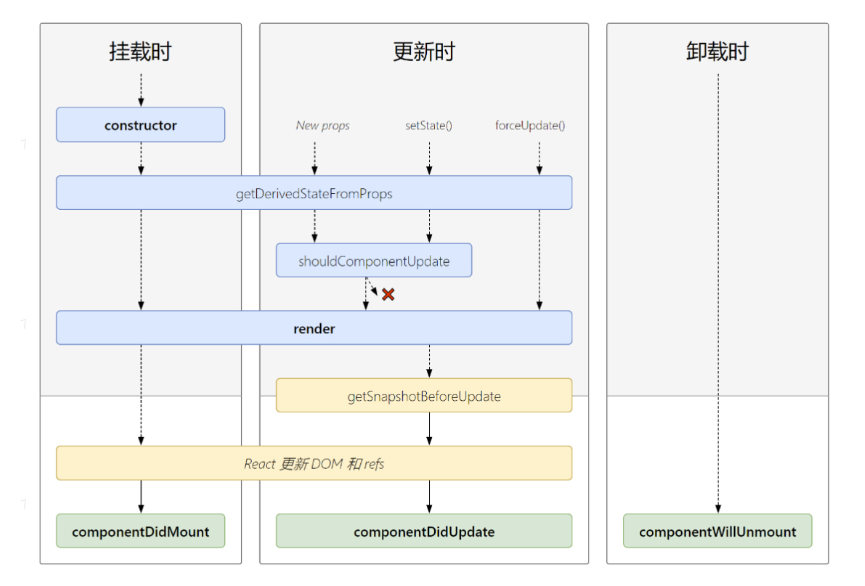 挂载时
更新时
卸载时
constructor
New props
setState()
forceUpdate()
getDerivedStateFromProps
shouldComponentUpdate
render
getSnapshotBeforeUpdate
React 更新 DOM 和 refs
componentDidMount
componentDidUpdate
componentWillUnmount